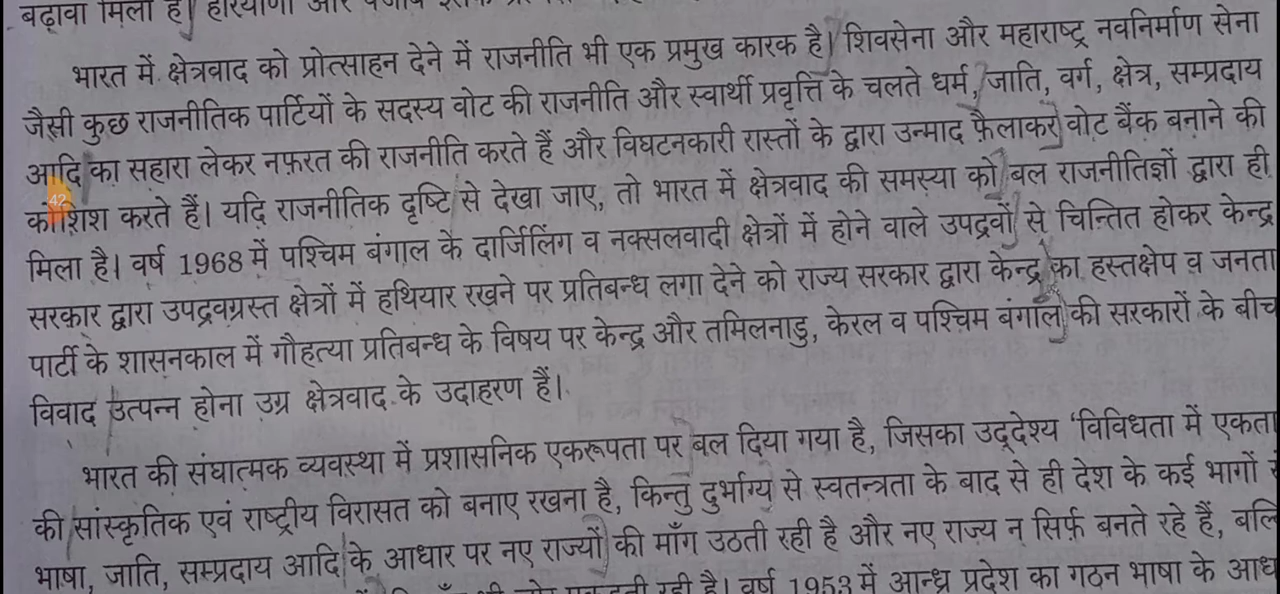 बढ़ावा मिला है। हरियाणा और
भारत में क्षेत्रवाद को प्रोत्साहन देने में राजनीति भी एक प्रमुख कारक है। शिवसेना और महाराष्ट्र नवनिर्माण सेना
जैसी कुछ राजनीतिक पार्टियों के सदस्य वोट की राजनीति और स्वार्थी प्रवृत्ति के चलते धर्म, जाति, वर्ग, क्षेत्र, सम्प्रदाय
आदि का सहारा लेकर नफ़रत की राजनीति करते हैं और विघटनकारी रास्तों के द्वारा उन्माद फ़ैलाकर वोट बैंक बनाने की
कोशिश करते हैं। यदि राजनीतिक दृष्टि से देखा जाए, तो भारत में क्षेत्रवाद की समस्या को बल राजनीतिज्ञों द्वारा ही
मिला है। वर्ष 1968 में पश्चिम बंगाल के दार्जिलिंग व नक्सलवादी क्षेत्रों में होने वाले उपद्रवों से चिन्तित होकर केन्द्र
सरकार द्वारा उपद्रवग्रस्त क्षेत्रों में हथियार रखने पर प्रतिबन्ध लगा देने को राज्य सरकार द्वारा केन्द्र का हस्तक्षेप व जनता
पार्टी के शासनकाल में गौहत्या प्रतिबन्ध के विषय पर केन्द्र और तमिलनाडु, केरल व पश्चिम बंगाल की सरकारों के बीच
विवाद उत्पन्न होना उग्र क्षेत्रवाद के उदाहरण हैं।
भारत की संघात्मक व्यवस्था में प्रशासनिक एकरूपता पर बल दिया गया है, जिसका उद्देश्य 'विविधता में एकता
की सांस्कृतिक एवं राष्ट्रीय विरासत को बनाए रखना है, किन्तु दुर्भाग्य से स्वतन्त्रता के बाद से ही देश के कई भागों
भाषा, जाति, सम्प्रदाय आदि के आधार पर नए राज्यों की माँग उठती रही है और नए राज्य न सिर्फ़ बनते रहे हैं, बल्कि
रही है। वर्ष 1953 में आन्ध्र प्रदेश का गठन भाषा के
42